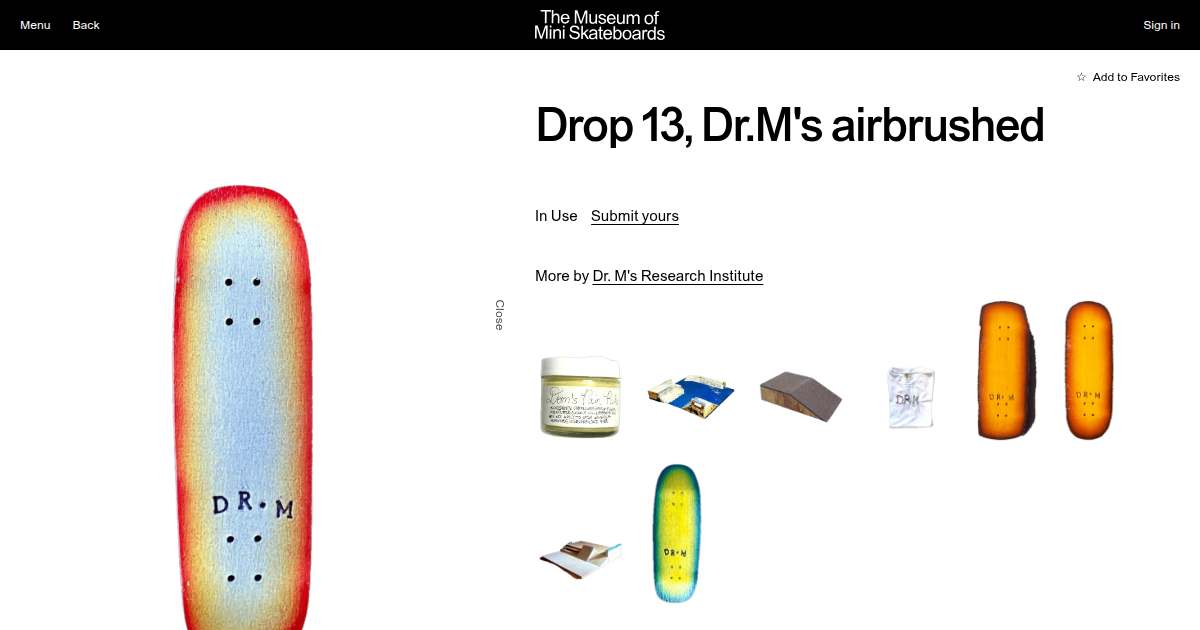 Menu
Back
The Museum of
Mini Skateboards
Sign in
☆ Add to Favorites
Drop 13, Dr.M's airbrushed
In Use
Submit yours
More by Dr. M's Research Institute
Close
DR.M
DR.M
DR.M
DR.M
DR.M